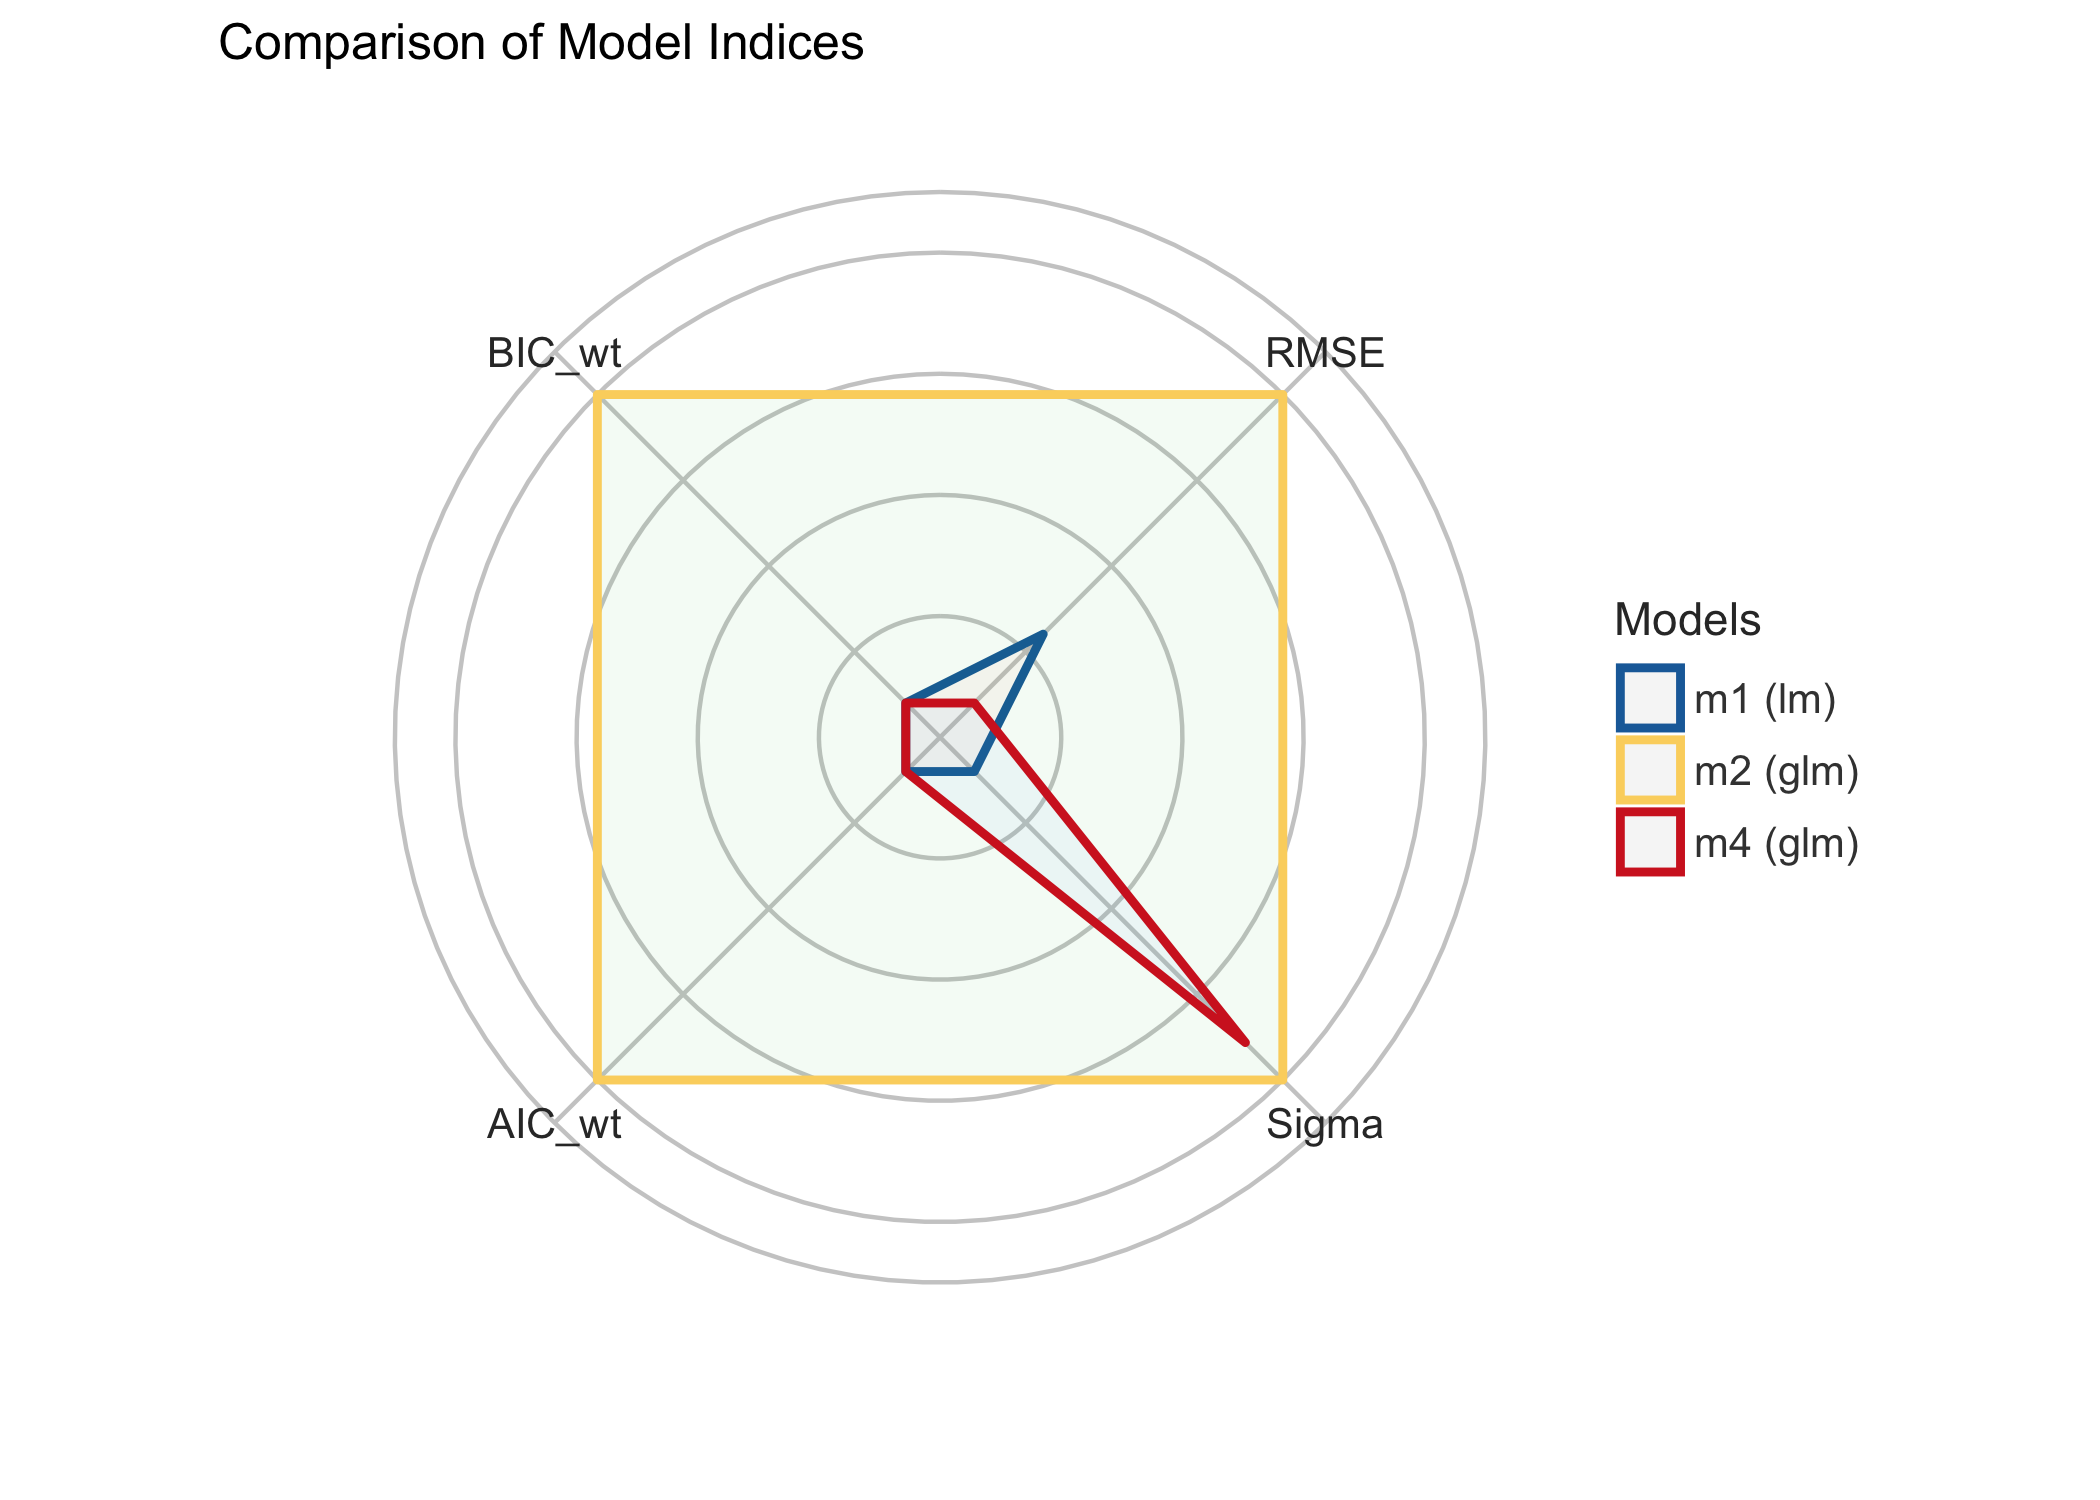 Comparison of Model Indices
BIC_wt
RMSE
AIC_wt
Sigma
Models
m1 (lm)
m2 (glm)
m4 (glm)